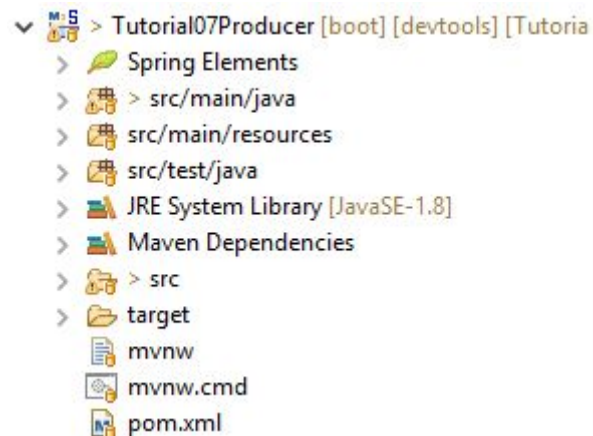 > Tutorial07Producer [boot] [devtools] [Tutoria
Spring Elements
> src/main/java
src/main/resources
src/test/java
JRE System Library [JavaSE-1.8]
Maven Dependencies
> src
target
mvnw
mvnw.cmd
pom.xml